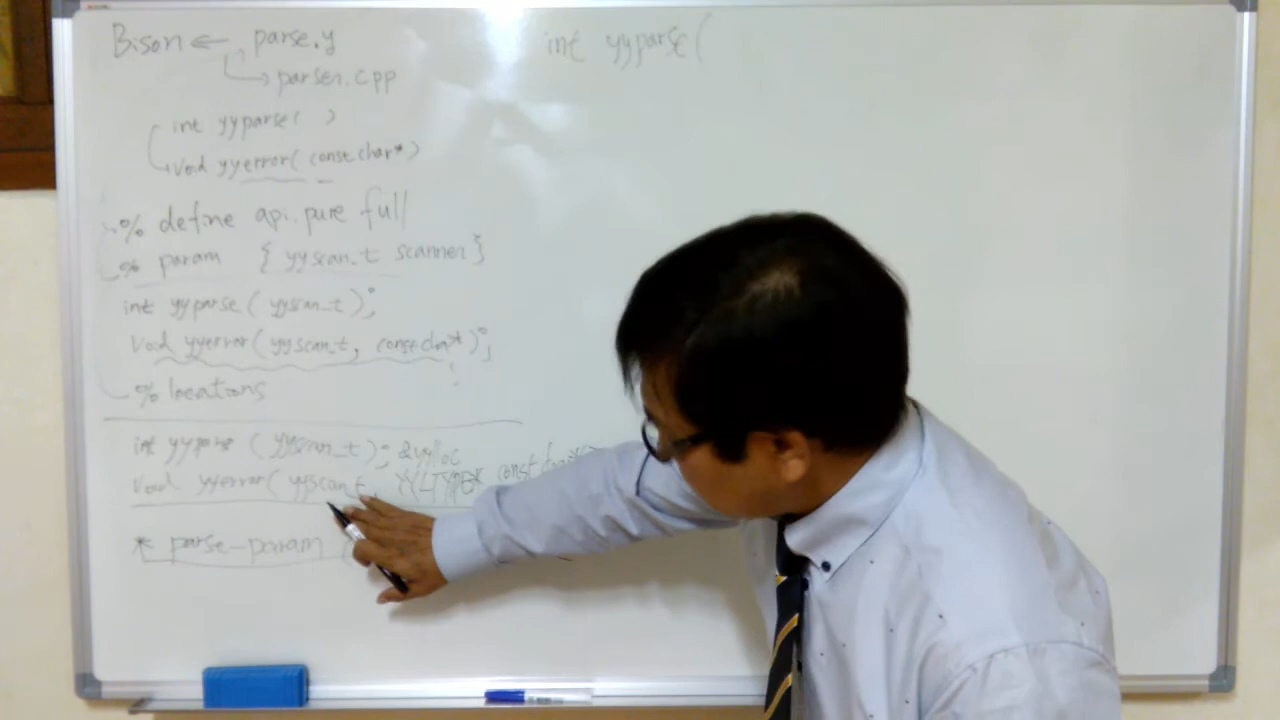 Bison ← parse.y
→ parser.cpp
int yyparse( )
void yyerror( const char*)
% define api.pure full
% param { yyscan_t scanner }
int yyparse ( yyscan_t );
void yyerror( yyscan_t, const char* );
% locations
int yyparse ( yyscan_t ); &yylloc
void yyerror( yyscan_t YYLTYPE* const char*
* parse-param
int yyparse(